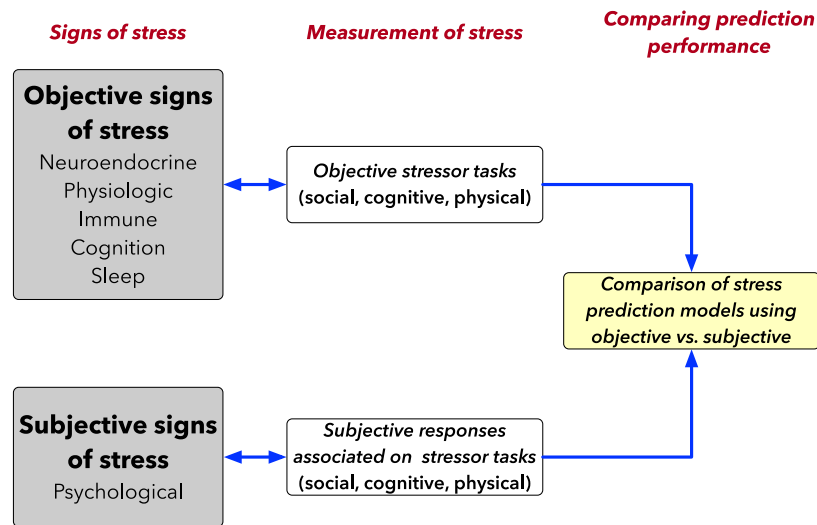 Signs of stress
Measurement of stress
Comparing prediction
performance
Objective signs
of stress
Neuroendocrine
Physiologic
Immune
Cognition
Sleep
Objective stressor tasks
(social, cognitive, physical)
Comparison of stress
prediction models using
objective vs. subjective
Subjective signs
of stress
Psychological
Subjective responses
associated on stressor tasks
(social, cognitive, physical)